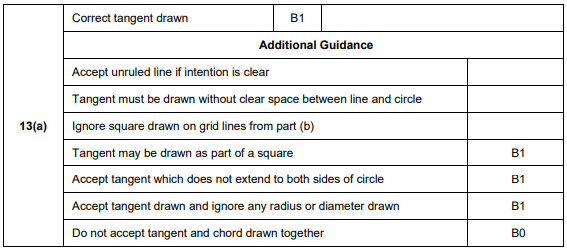 Correct tangent drawn B1
Additional Guidance
Accept unruled line if intention is clear
Tangent must be drawn without clear space between line and circle
13(a) Ignore square drawn on grid lines from part (b)
Tangent may be drawn as part of a square B1
Accept tangent which does not extend to both sides of circle B1
Accept tangent drawn and ignore any radius or diameter drawn B1
Do not accept tangent and chord drawn together B0